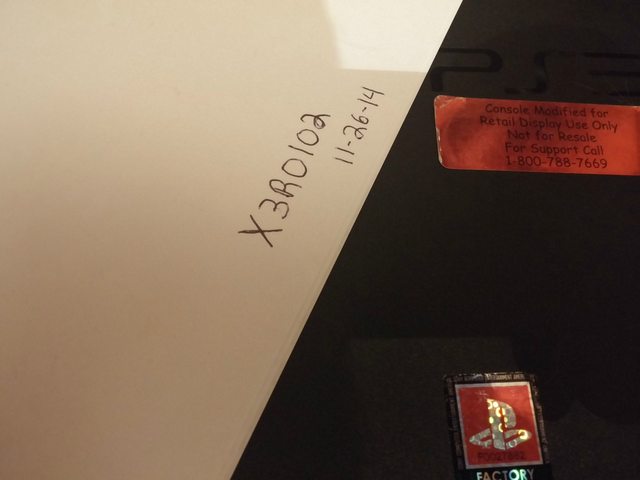 X3R0102
11-26-14
PS3
Console Modified for
Retail Display Use Only
Not for Resale
For Support Call
1-800-788-7669
FACTORY